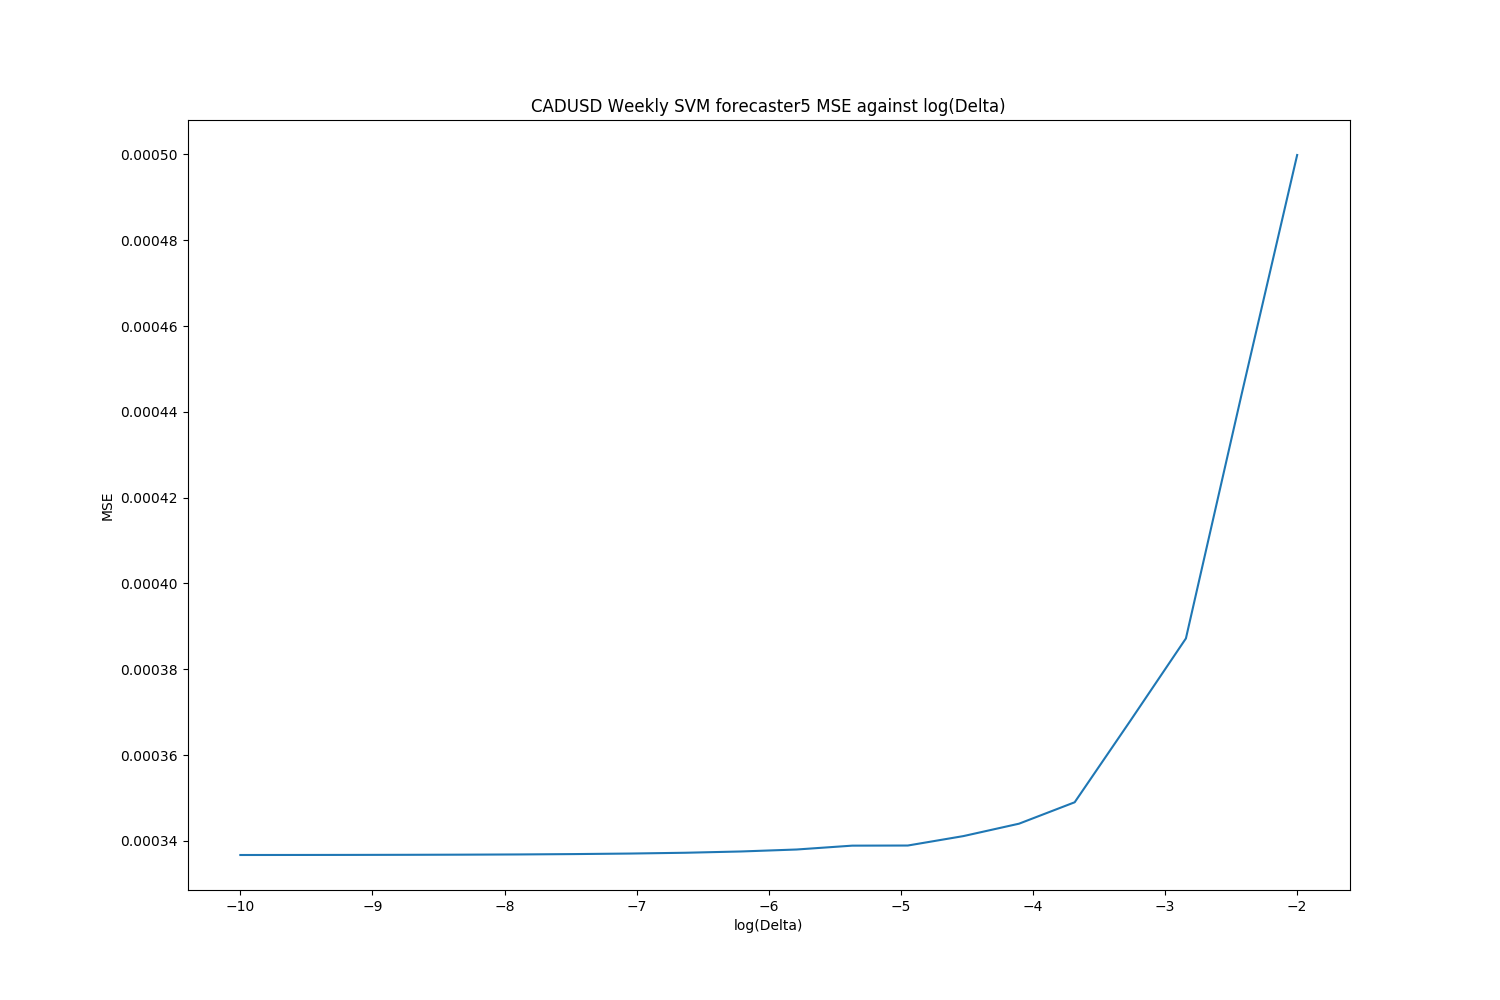 CADUSD Weekly SVM forecaster5 MSE against log(Delta)
0.00050
0.00048
0.00046
0.00044
0.00042
0.00040
0.00038
0.00036
0.00034
MSE
−10 −9 −8 −7 −6 −5 −4 −3 −2
log(Delta)